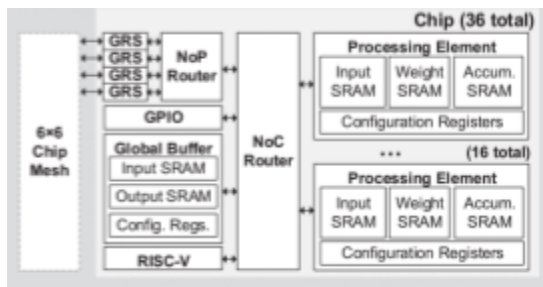 Chip (36 total)
6×6
Chip
Mesh
GRS
GRS
GRS
GRS
NoP
Router
GPIO
Global Buffer
Input SRAM
Output SRAM
Config. Regs.
RISC-V
NoC
Router
Processing Element
Input
SRAM
Weight
SRAM
Accum.
SRAM
Configuration Registers
... (16 total)
Processing Element
Input
SRAM
Weight
SRAM
Accum.
SRAM
Configuration Registers